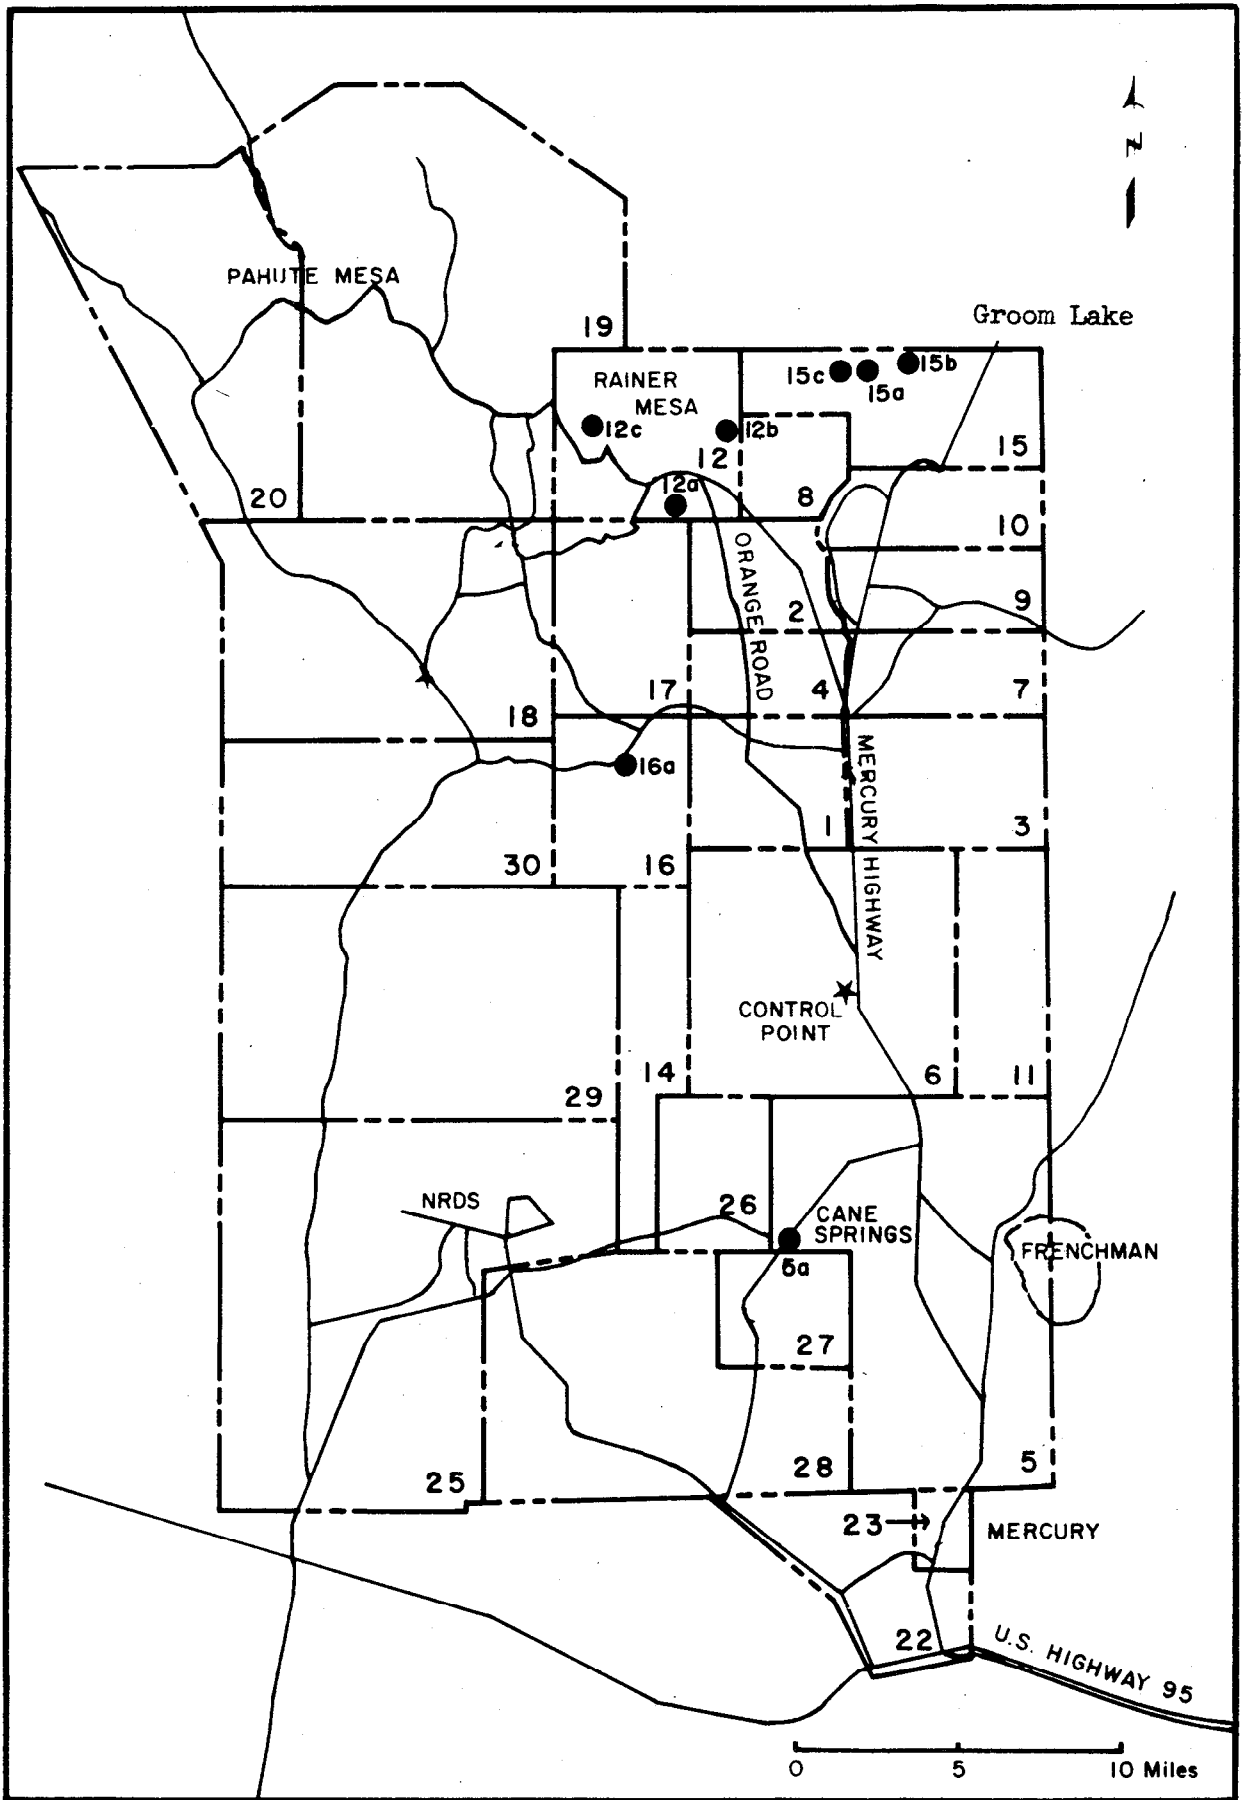 N
PAHUTE MESA
Groom Lake
19
RAINER
MESA
15c
15a
15b
12c
12b
12
15
12a
20
8
10
ORANGE ROAD
2
9
17
4
7
18
16a
MERCURY HIGHWAY
1
3
30
16
CONTROL
POINT
14
6
11
29
NRDS
26
CANE
SPRINGS
FRENCHMAN
5a
27
25
28
5
23
MERCURY
22
U.S. HIGHWAY 95
0
5
10 Miles